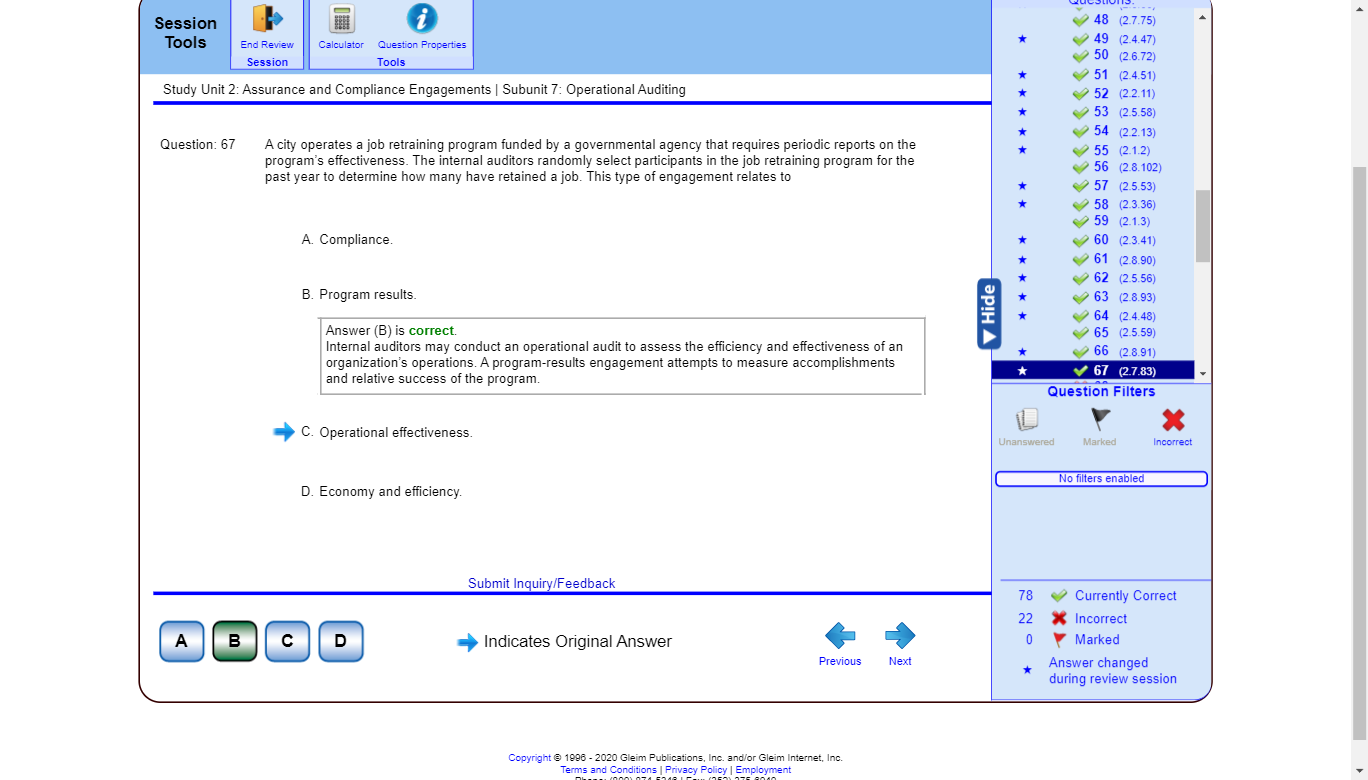 Session
Tools
End Review
Session
Calculator
Question Properties
Tools
Study Unit 2: Assurance and Compliance Engagements | Subunit 7: Operational Auditing
Question: 67
A city operates a job retraining program funded by a governmental agency that requires periodic reports on the
program's effectiveness. The internal auditors randomly select participants in the job retraining program for the
past year to determine how many have retained a job. This type of engagement relates to
A. Compliance.
B. Program results.
Answer (B) is correct.
Internal auditors may conduct an operational audit to assess the efficiency and effectiveness of an
organization's operations. A program-results engagement attempts to measure accomplishments
and relative success of the program.
C. Operational effectiveness.
D. Economy and efficiency.
Submit Inquiry/Feedback
A
B
C
D
Indicates Original Answer
Previous
Next
Questions:
48 (2.7.75)
★ 49 (2.4.47)
50 (2.6.72)
★ 51 (2.4.51)
★ 52 (2.2.11)
★ 53 (2.5.58)
★ 54 (2.2.13)
★ 55 (2.1.2)
56 (2.8.102)
★ 57 (2.5.53)
★ 58 (2.3.36)
59 (2.1.3)
★ 60 (2.3.41)
★ 61 (2.8.90)
★ 62 (2.5.56)
★ 63 (2.8.93)
★ 64 (2.4.48)
65 (2.5.59)
★ 66 (2.8.91)
★ 67 (2.7.83)
▼ Hide
Question Filters
Unanswered
Marked
Incorrect
No filters enabled
78 Currently Correct
22 Incorrect
0 Marked
★ Answer changed
during review session
Copyright © 1996 - 2020 Gleim Publications, Inc. and/or Gleim Internet, Inc.
Terms and Conditions | Privacy Policy | Employment